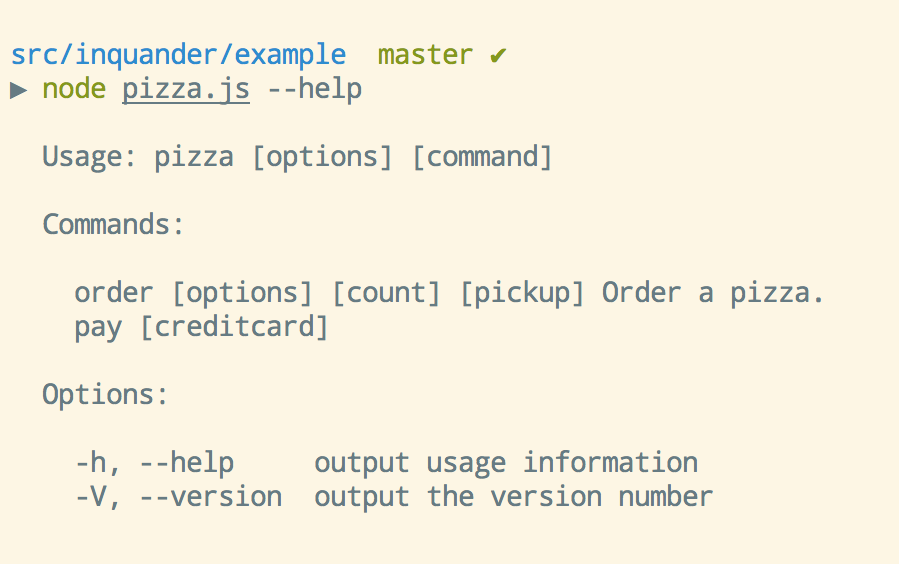 src/inquander/example  master ✔
▶ node pizza.js --help
Usage: pizza [options] [command]
Commands:
order [options] [count] [pickup] Order a pizza.
pay [creditcard]
Options:
-h, --help     output usage information
-V, --version  output the version number